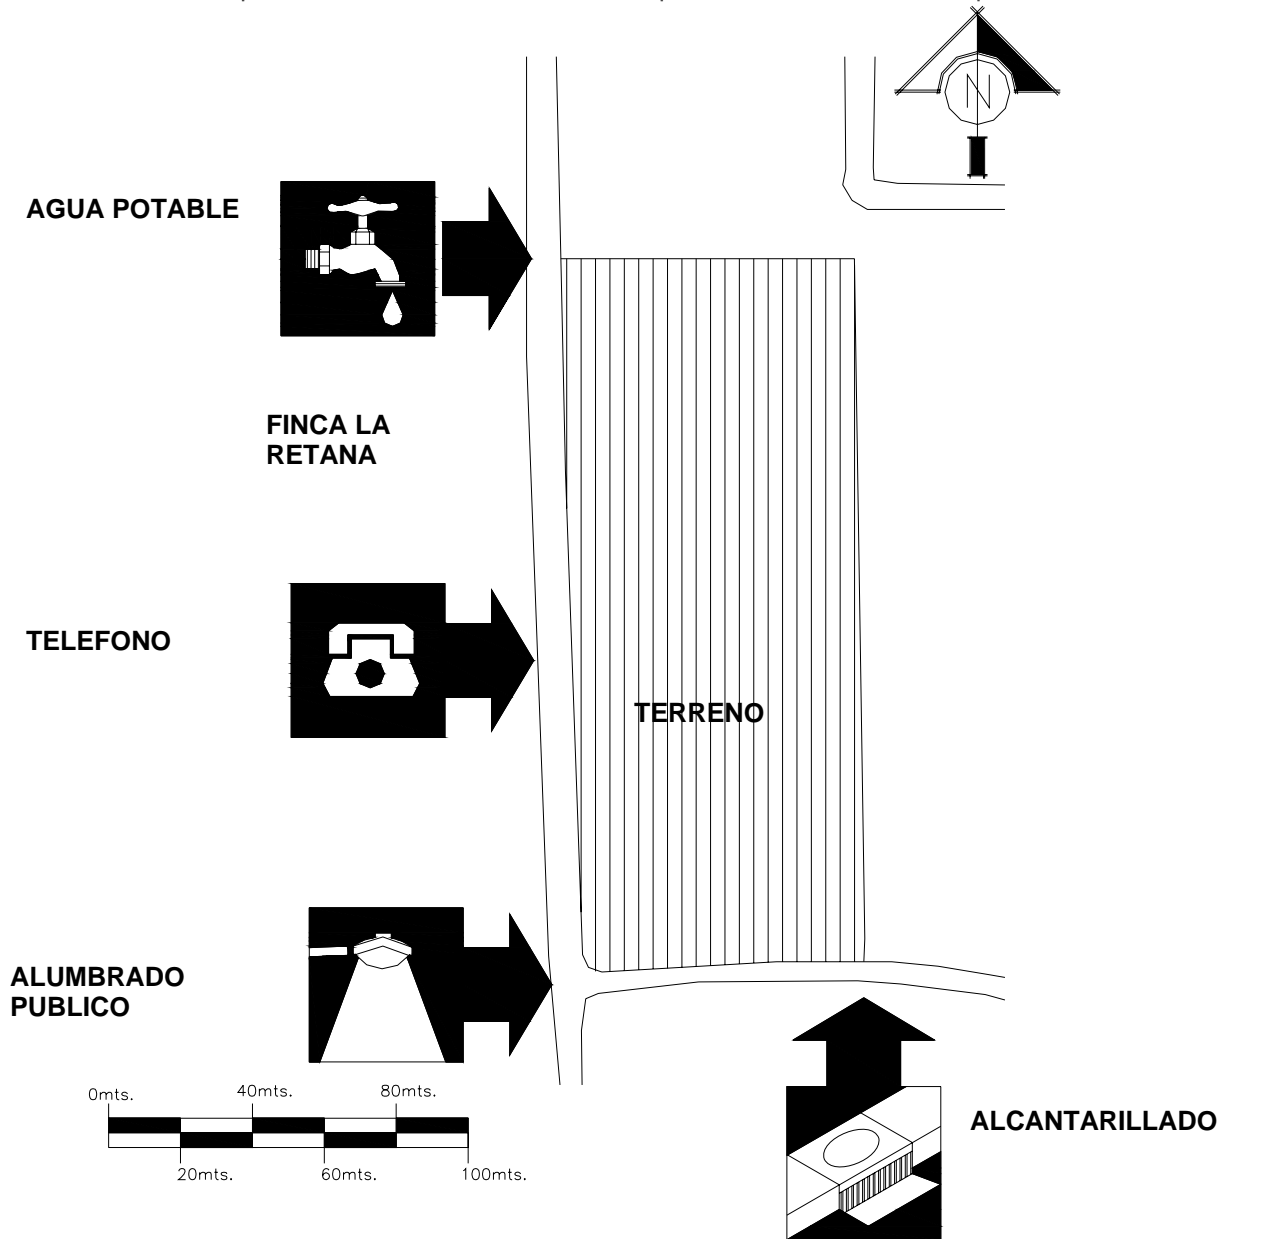 N
AGUA POTABLE
FINCA LA
RETANA
TELEFONO
TERRENO
ALUMBRADO
PUBLICO
0mts.
40mts.
80mts.
20mts.
60mts.
100mts.
ALCANTARILLADO